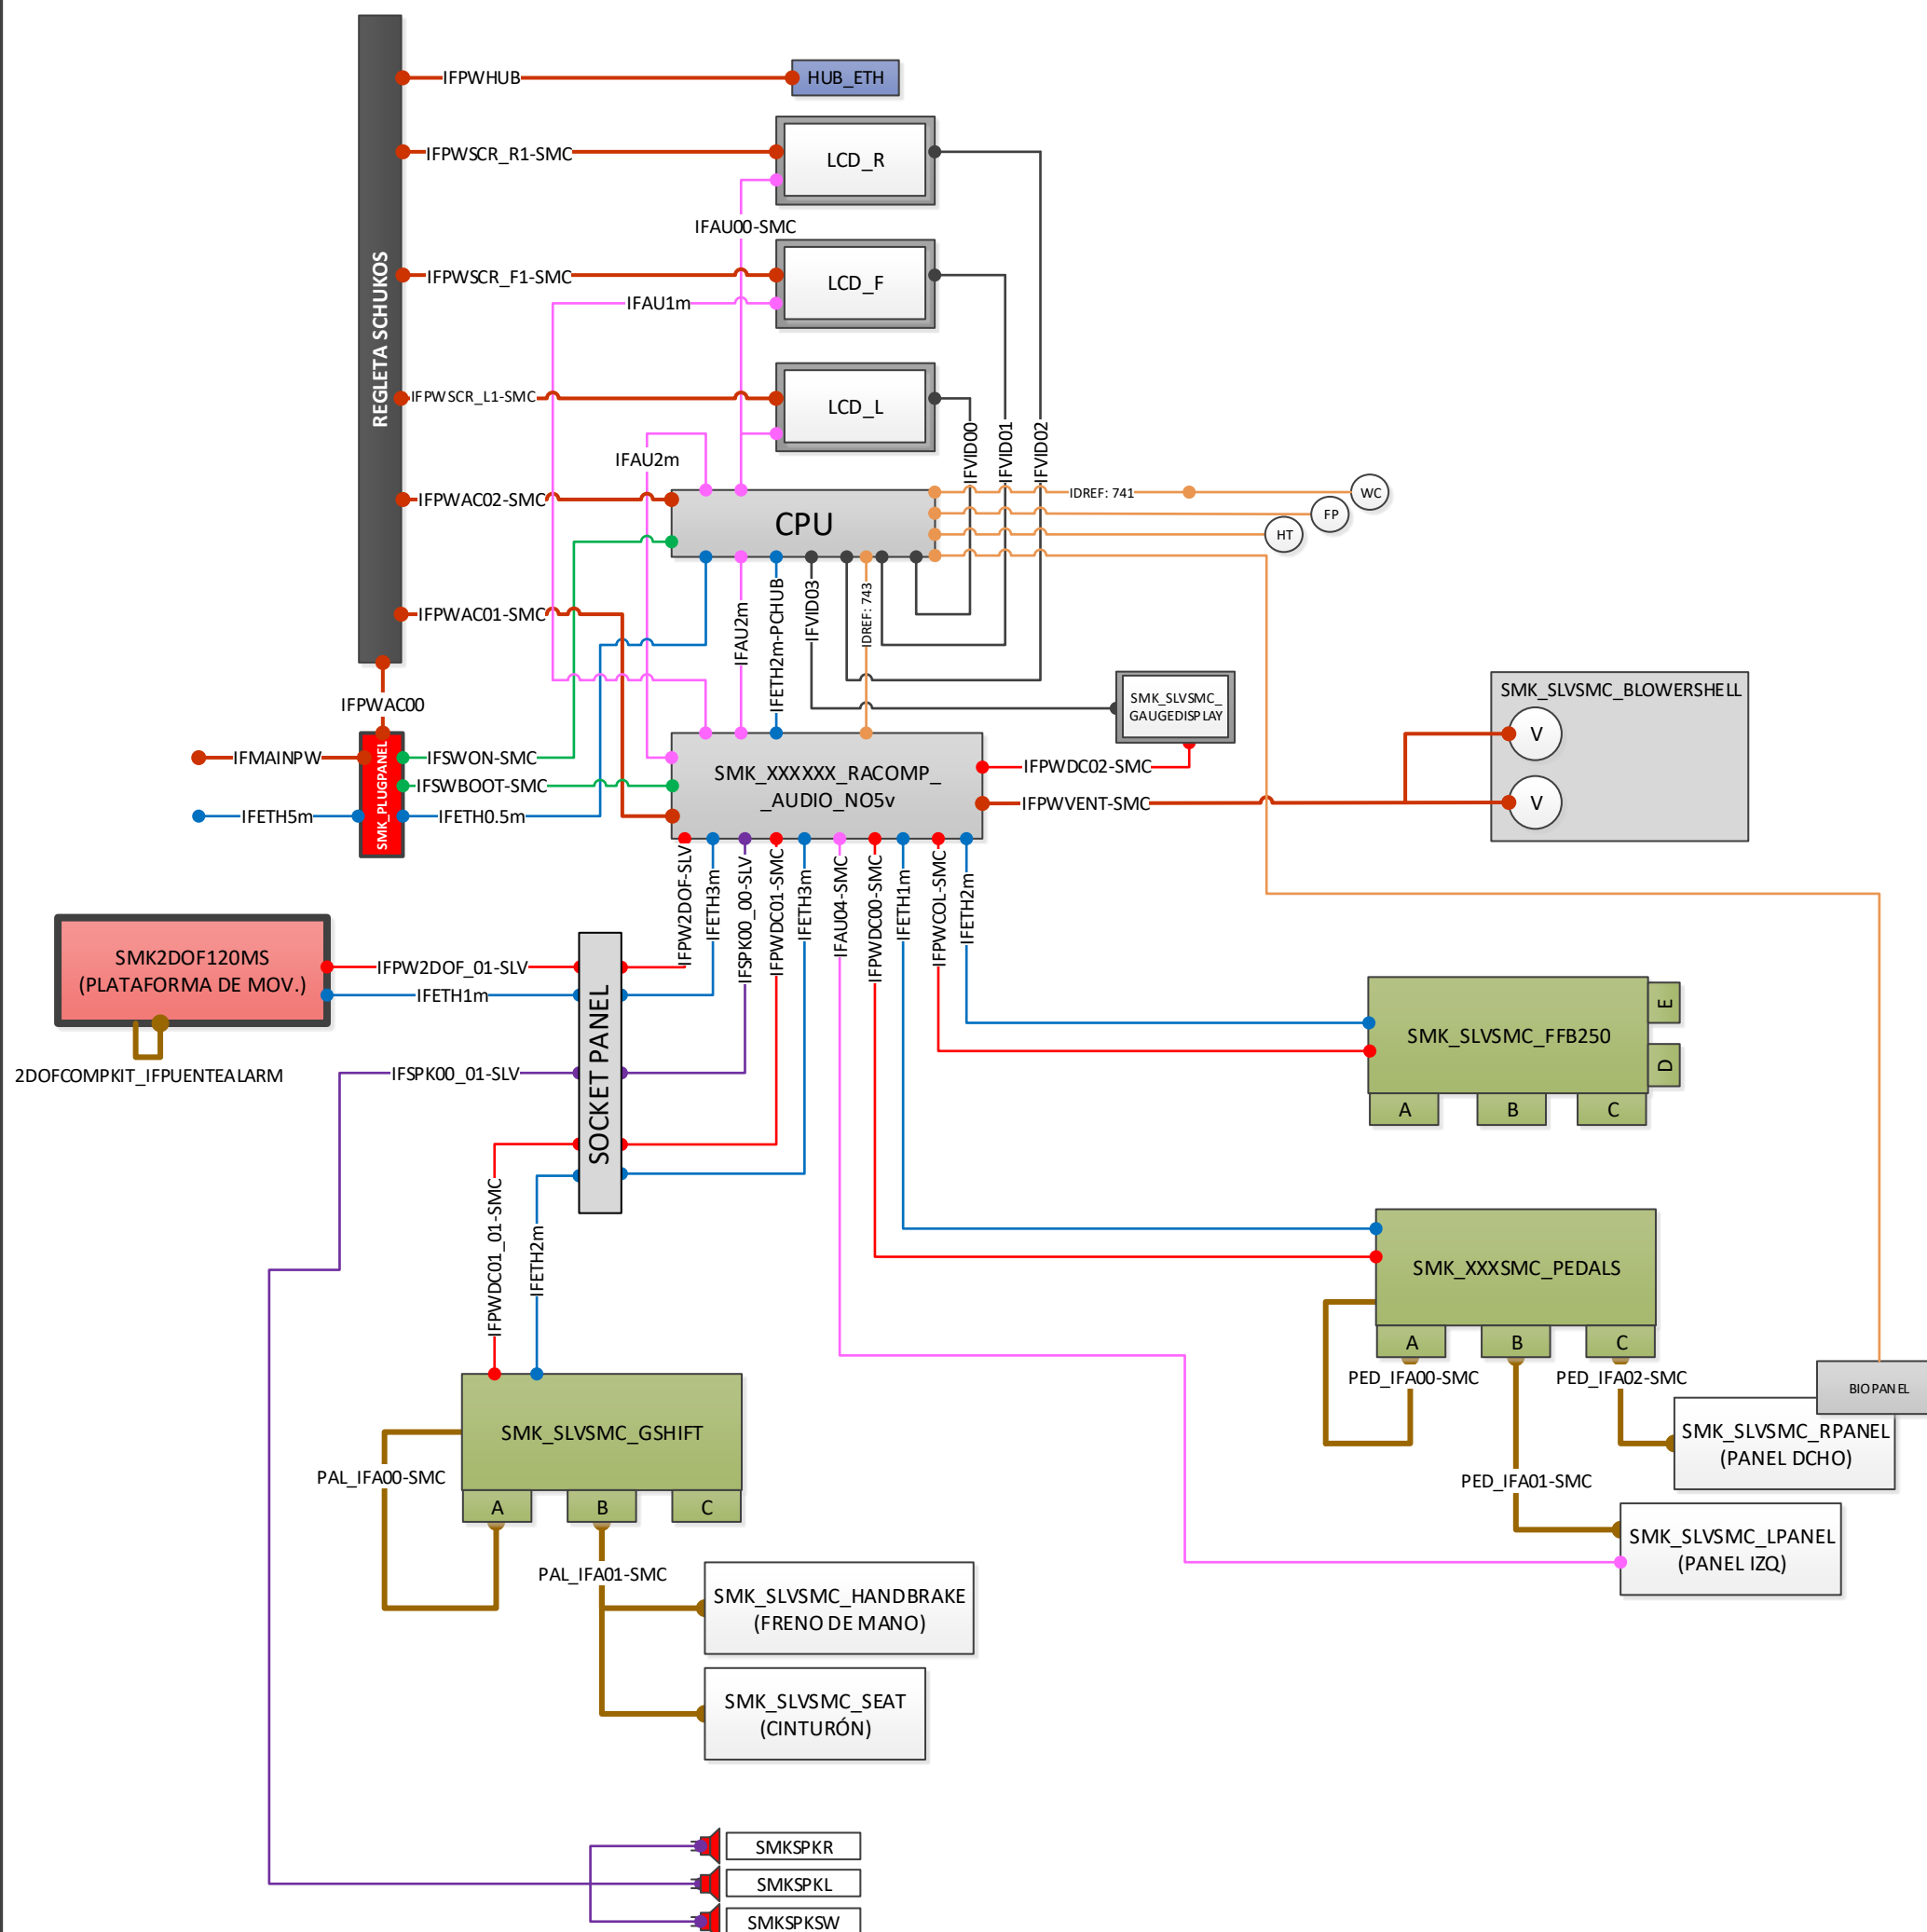 IFPWHUB
HUB_ETH
IFPWSCR_R1-SMC
LCD_R
IFAU00-SMC
REGLETA SCHUKOS
IFPWSCR_F1-SMC
LCD_F
IFAU1m
IFPWSCR_L1-SMC
LCD_L
IFVID00
IFVID01
IFVID02
IFAU2m
IFPWAC02-SMC
CPU
IDREF: 741
WC
FP
HT
IFPWAC01-SMC
IFAU2m
IFETH2m-PCHUB
IFVID03
IDREF: 743
IFPWAC00
SMK_SLVSMC_
GAUGEDISPLAY
SMK_SLVSMC_BLOWERSHELL
V
V
IFMAINPW
SMK_PLUGPANEL
IFSWON-SMC
IFSWBOOT-SMC
IFETH5m
IFETH0.5m
SMK_XXXXXX_RACOMP_
_AUDIO_NO5v
IFPWDC02-SMC
IFPWVENT-SMC
IFPW2DOF-SLV
IFETH3m
IFSPK00_00-SLV
IFPWDC01-SMC
IFETH3m
IFAU04-SMC
IFPWDC00-SMC
IFETH1m
IFPWCOL-SMC
IFETH2m
SMK2DOF120MS
(PLATAFORMA DE MOV.)
IFPW2DOF_01-SLV
IFETH1m
2DOFCOMPKIT_IFPUENTEALARM
IFSPK00_01-SLV
SOCKET PANEL
SMK_SLVSMC_FFB250
E
D
A
B
C
IFPWDC01_01-SMC
IFETH2m
SMK_XXXSMC_PEDALS
A
B
C
PED_IFA00-SMC
PED_IFA02-SMC
BIOPANEL
SMK_SLVSMC_RPANEL
(PANEL DCHO)
PED_IFA01-SMC
SMK_SLVSMC_LPANEL
(PANEL IZQ)
SMK_SLVSMC_GSHIFT
PAL_IFA00-SMC
A
B
C
PAL_IFA01-SMC
SMK_SLVSMC_HANDBRAKE
(FRENO DE MANO)
SMK_SLVSMC_SEAT
(CINTURÓN)
SMKSPKR
SMKSPKL
SMKSPKSW